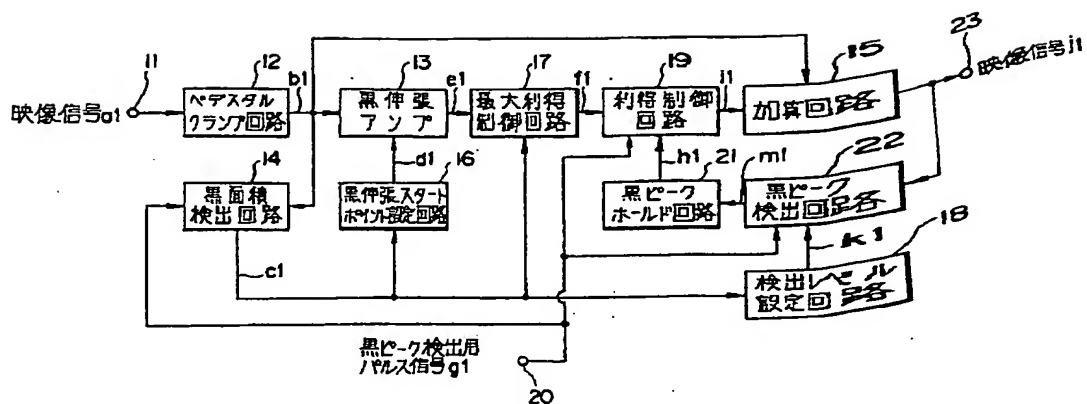 11
映像信号a1
12
ペデスタル
クランプ回路
b1
13
黒伸張
アンプ
e1
17
最大利得
制御回路
f1
19
利得制御
回路
i1
15
加算回路
23
映像信号j1
14
黒面積
検出回路
c1
d1
16
黒伸張スタート
ポイント設定回路
h1
21
黒ピーク
ホールド回路
m1
22
黒ピーク
検出回路
k1
18
検出レベル
設定回路
黒ピーク検出用
パルス信号g1
20